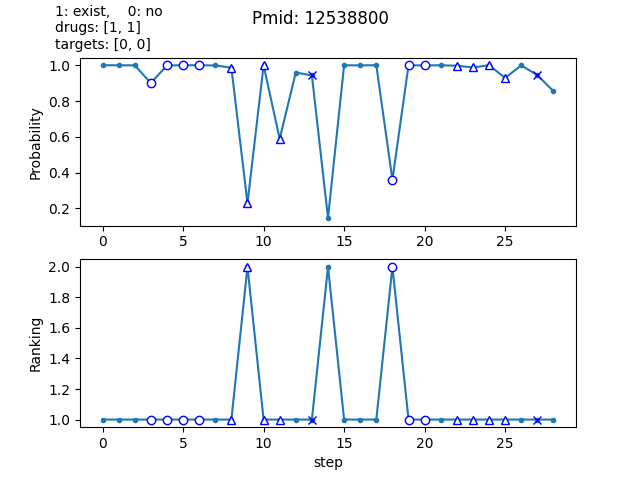 1: exist,    0: no
drugs: [1, 1]
targets: [0, 0]
Pmid: 12538800
1.0
0.8
0.6
0.4
0.2
Probability
0 5 10 15 20 25
2.0
1.8
1.6
1.4
1.2
1.0
Ranking
0 5 10 15 20 25
step